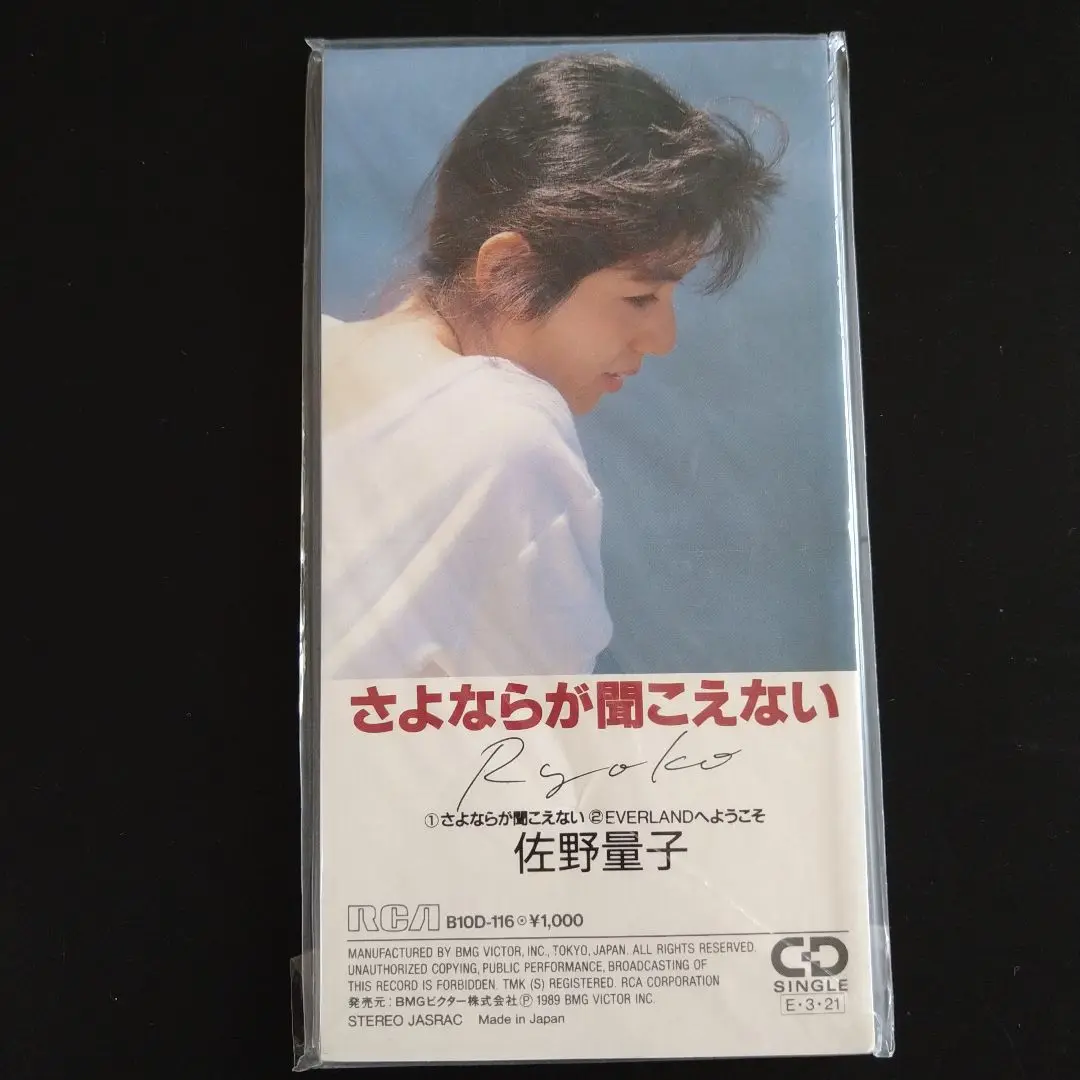 さよならが聞こえない
Ryoko
①さよならが聞こえない ②EVERLANDへようこそ
佐野量子
RCA B10D-116 ¥1,000
MANUFACTURED BY BMG VICTOR, INC., TOKYO, JAPAN. ALL RIGHTS RESERVED.
UNAUTHORIZED COPYING, PUBLIC PERFORMANCE, BROADCASTING OF
THIS RECORD IS FORBIDDEN. TMK (S) REGISTERED. RCA CORPORATION
発売元:BMGビクター株式会社 Ⓟ 1989 BMG VICTOR INC.
STEREO JASRAC Made in Japan
CD
SINGLE
E・3・21